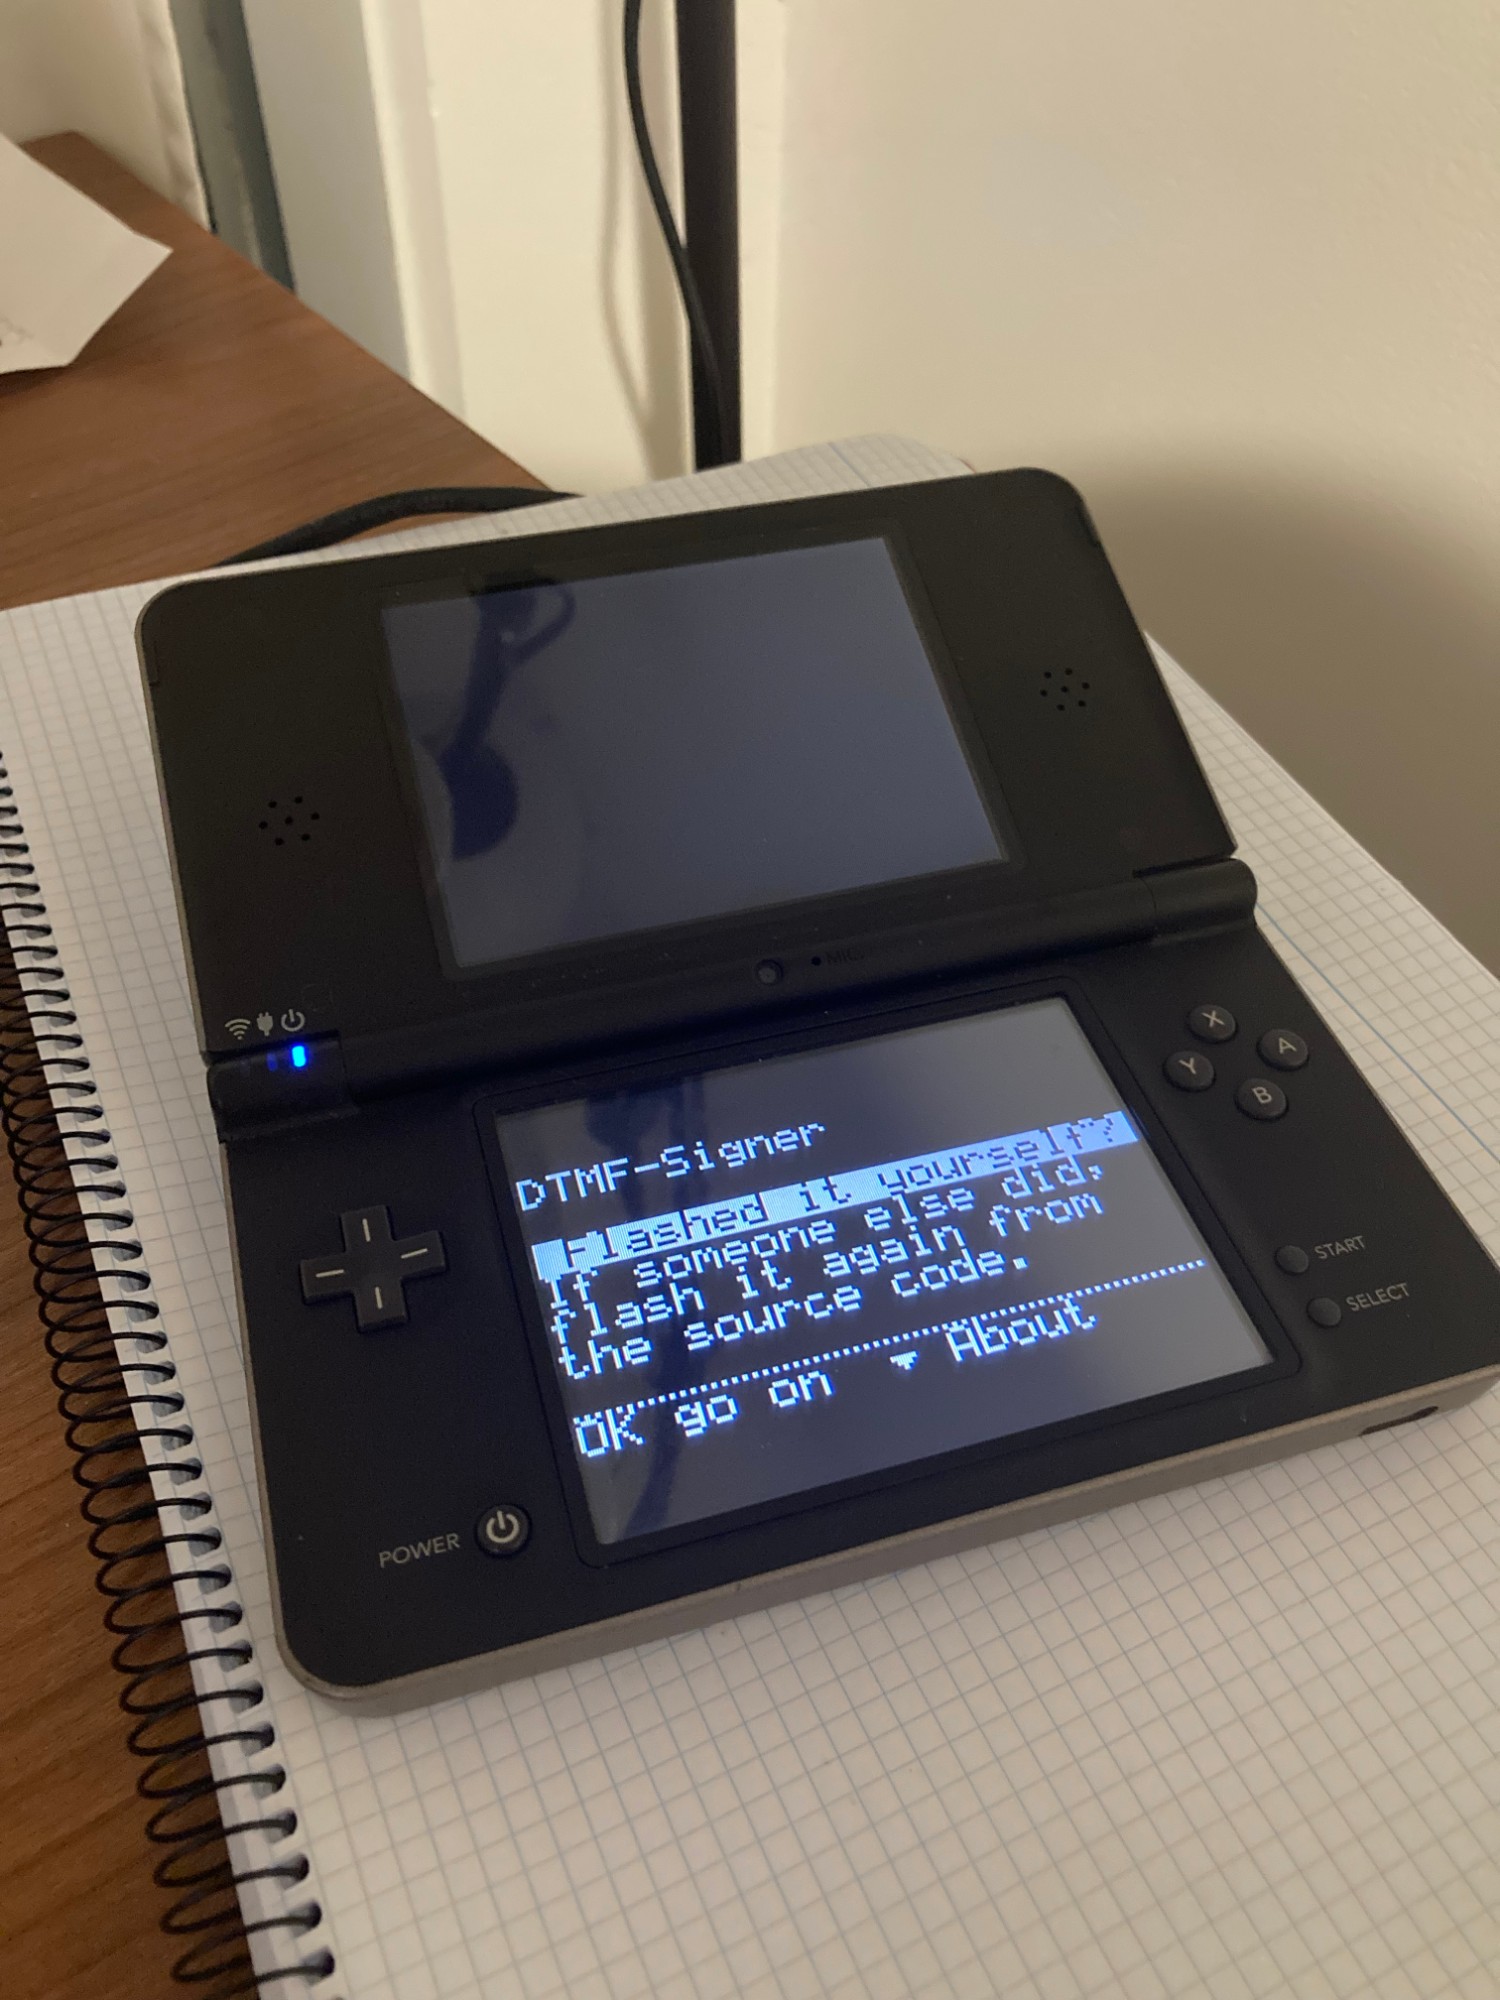 MIC.
DTMF-Signer
Flashed it yourself?
If someone else did,
flash it again from
the source code.
OK go on ▼ About
X
Y
A
B
START
SELECT
POWER